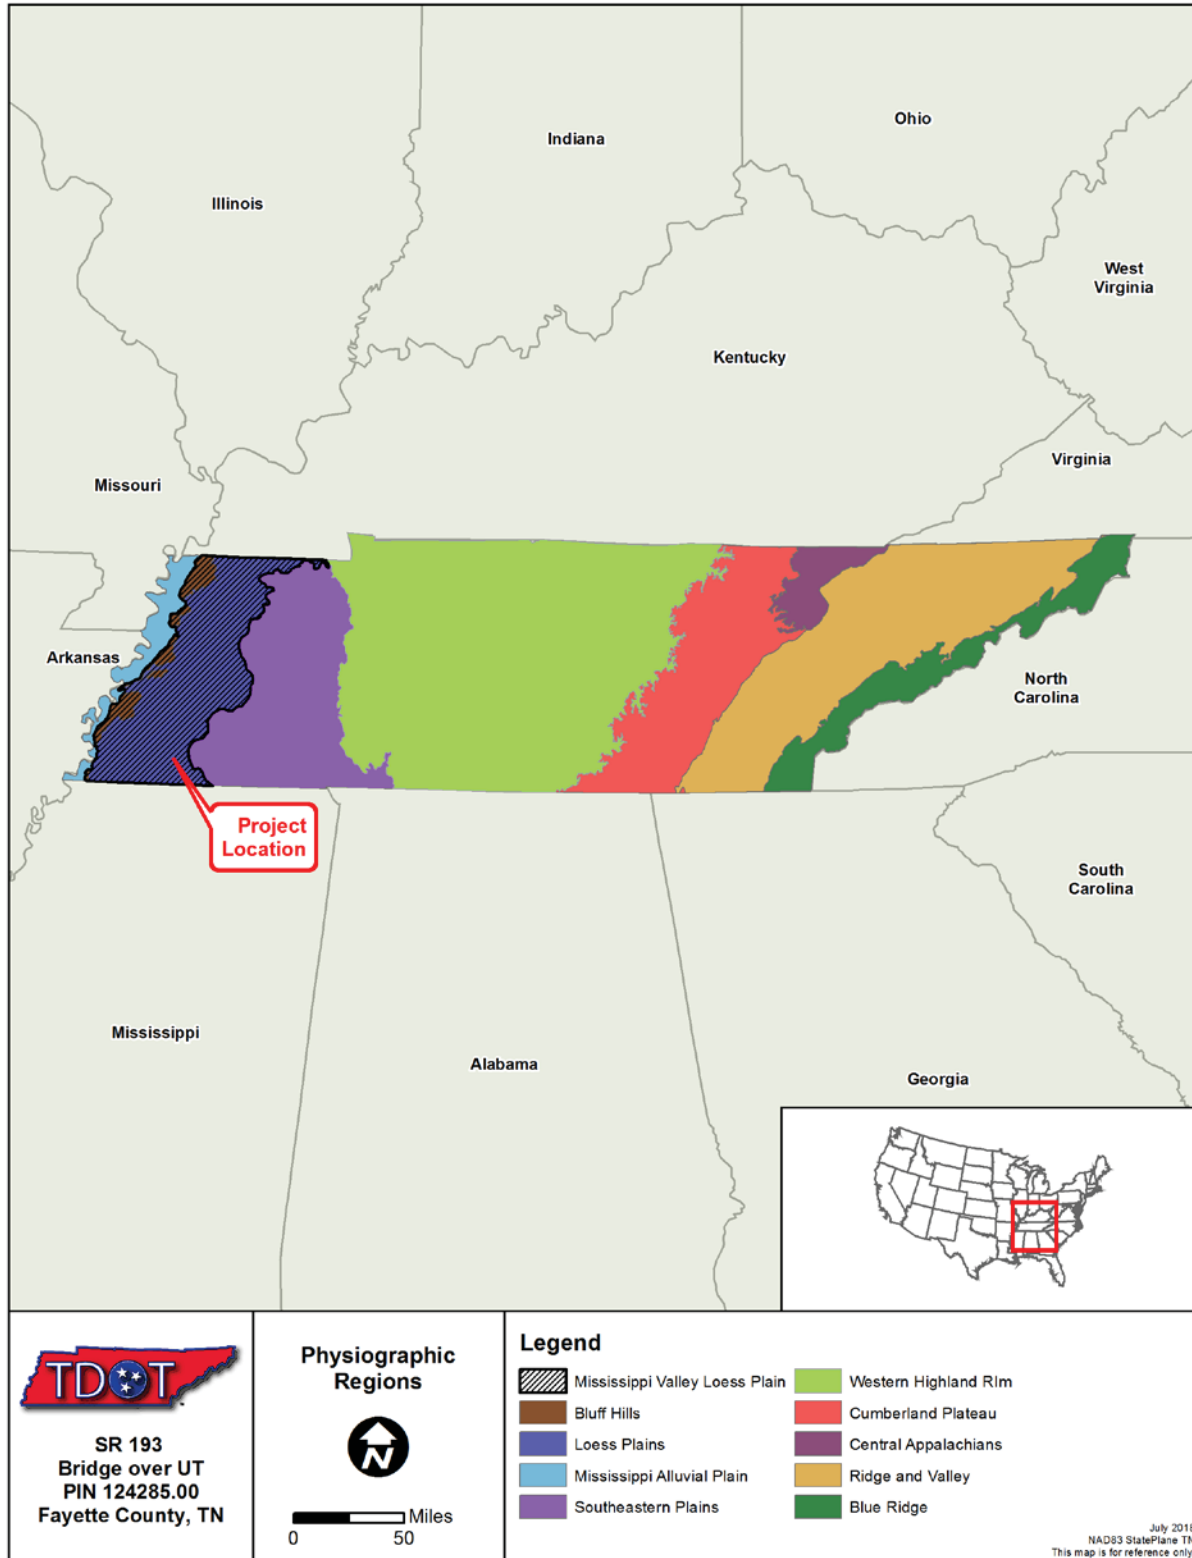 Ohio
Indiana
Illinois
West
Virginia
Kentucky
Virginia
Missouri
Arkansas
North
Carolina
Project
Location
South
Carolina
Mississippi
Alabama
Georgia
TDOT
SR 193
Bridge over UT
PIN 124285.00
Fayette County, TN
Physiographic
Regions
N
Miles
0 50
Legend
Mississippi Valley Loess Plain
Bluff Hills
Loess Plains
Mississippi Alluvial Plain
Southeastern Plains
Western Highland RIm
Cumberland Plateau
Central Appalachians
Ridge and Valley
Blue Ridge
July 2018
NAD83 StatePlane TN
This map is for reference only